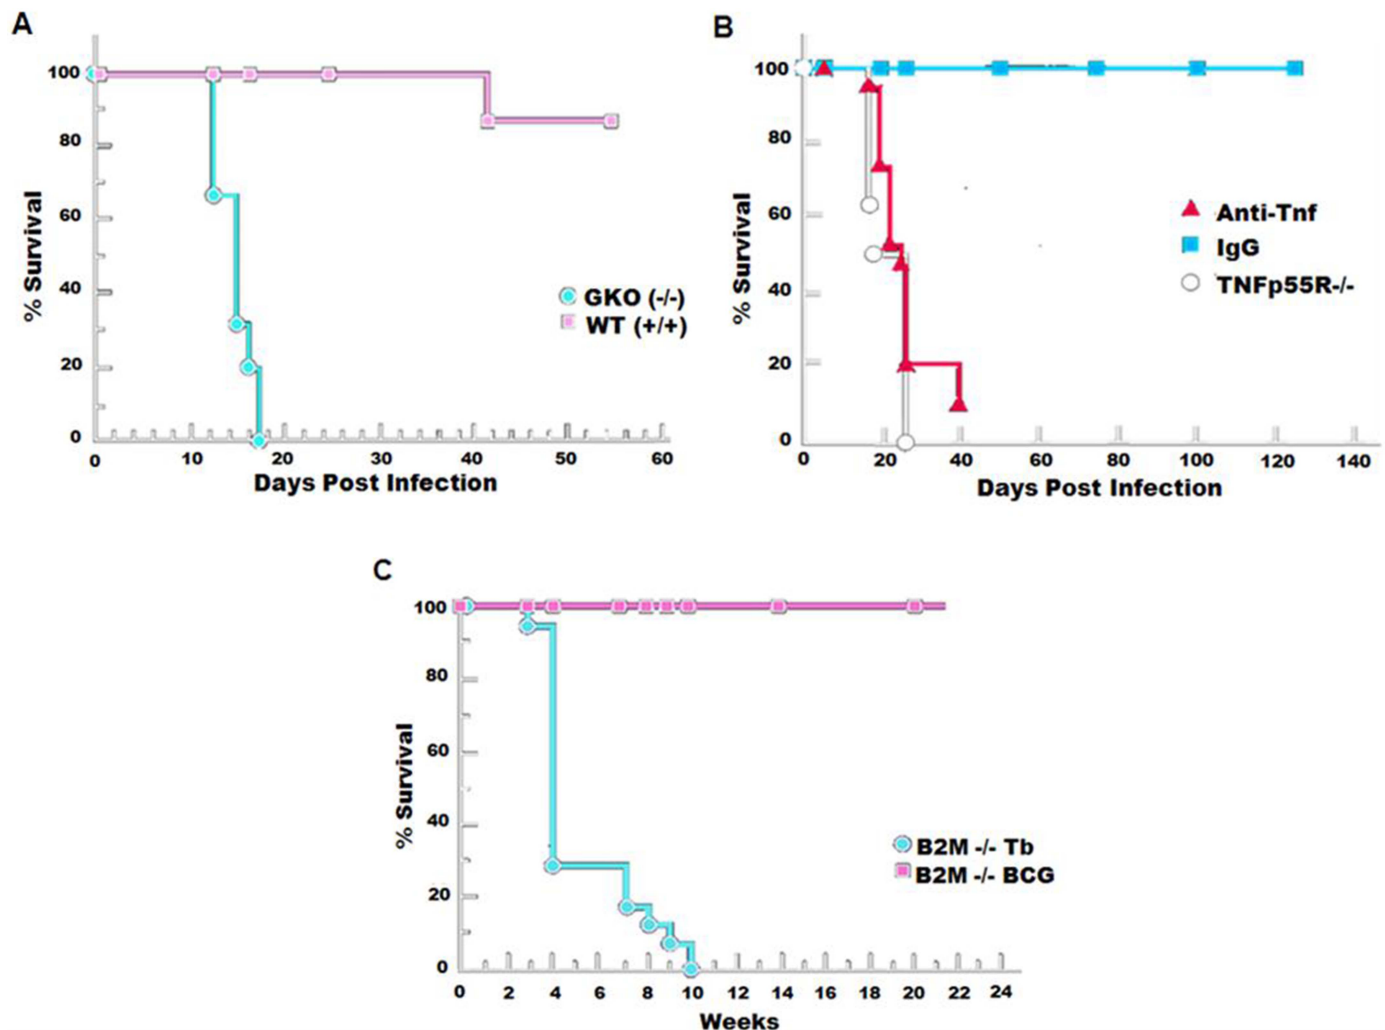 A
100
80
60
40
20
0
% Survival
0 10 20 30 40 50 60
Days Post Infection
GKO (-/-)
WT (+/+)
B
100
80
60
40
20
0
% Survival
0 20 40 60 80 100 120 140
Days Post Infection
Anti-Tnf
IgG
TNFp55R-/-
C
100
80
60
40
20
0
% Survival
0 2 4 6 8 10 12 14 16 18 20 22 24
Weeks
B2M -/- Tb
B2M -/- BCG